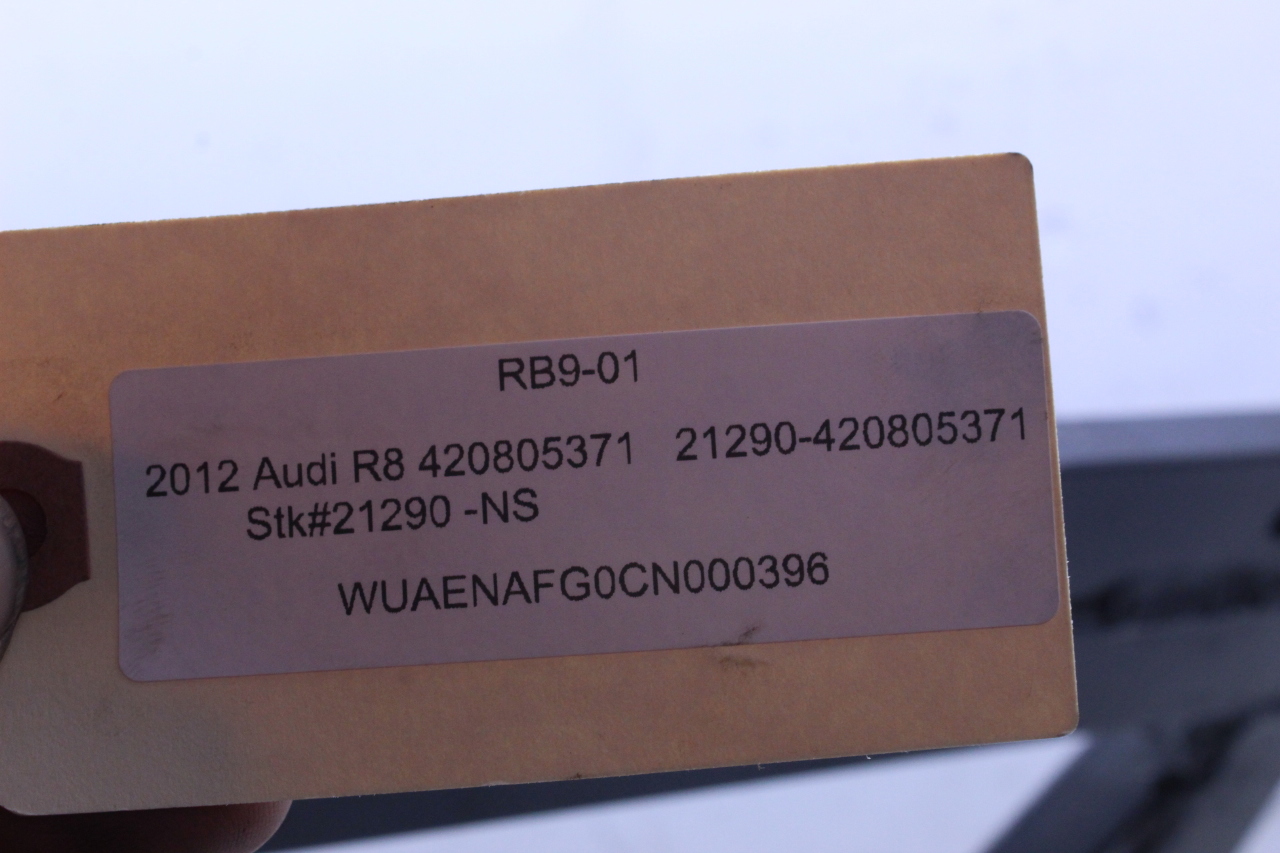 RB9-01
2012 Audi R8 420805371 21290-420805371
Stk#21290 -NS
WUAENAFG0CN000396